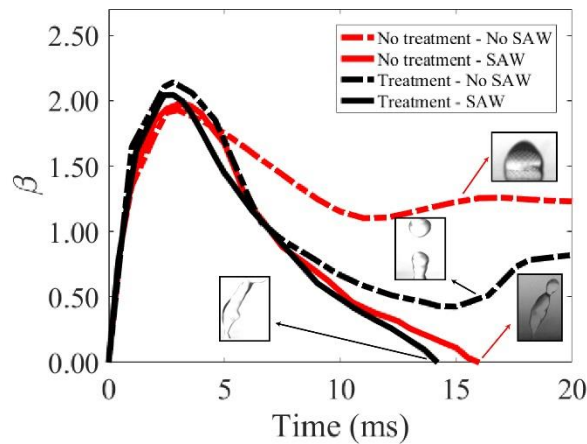 2.50
2.00
1.50
1.00
0.50
0.00
β
0
5
10
15
20
Time (ms)
No treatment - No SAW
No treatment - SAW
Treatment - No SAW
Treatment - SAW